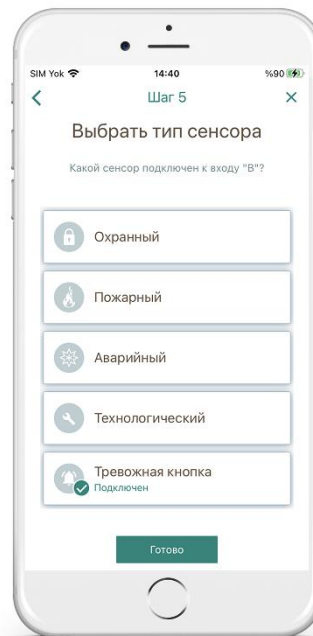 SIM Yok
14:40
%90
Шаг 5
Выбрать тип сенсора
Какой сенсор подключен к входу "B"?
Охранный
Пожарный
Аварийный
Технологический
Тревожная кнопка
Подключен
Готово